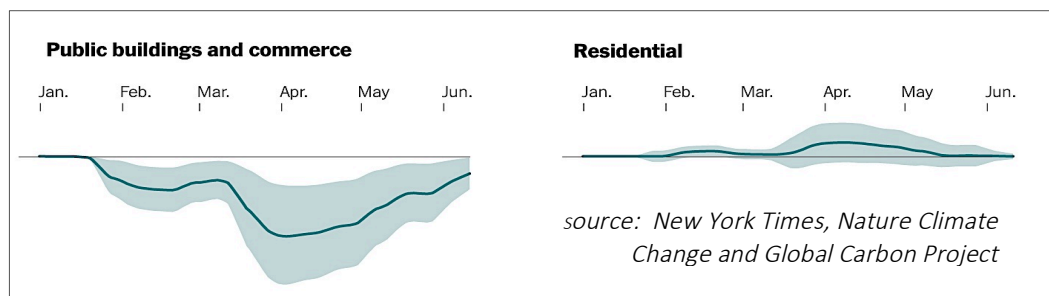 Public buildings and commerce
Jan. Feb. Mar. Apr. May Jun.
Residential
Jan. Feb. Mar. Apr. May Jun.
source: New York Times, Nature Climate
Change and Global Carbon Project